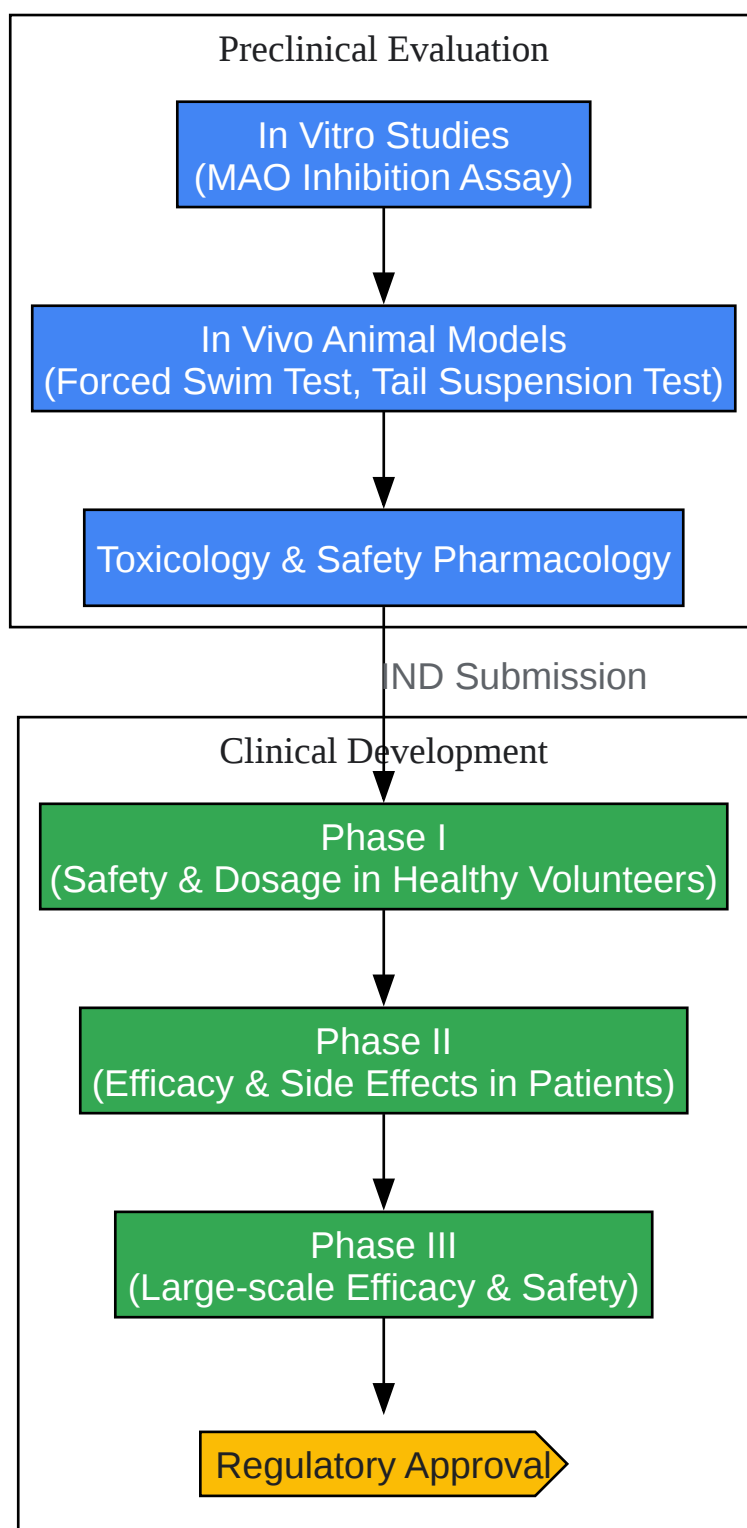 Preclinical Evaluation
In Vitro Studies
(MAO Inhibition Assay)
In Vivo Animal Models
(Forced Swim Test, Tail Suspension Test)
Toxicology & Safety Pharmacology
IND Submission
Clinical Development
Phase I
(Safety & Dosage in Healthy Volunteers)
Phase II
(Efficacy & Side Effects in Patients)
Phase III
(Large-scale Efficacy & Safety)
Regulatory Approval